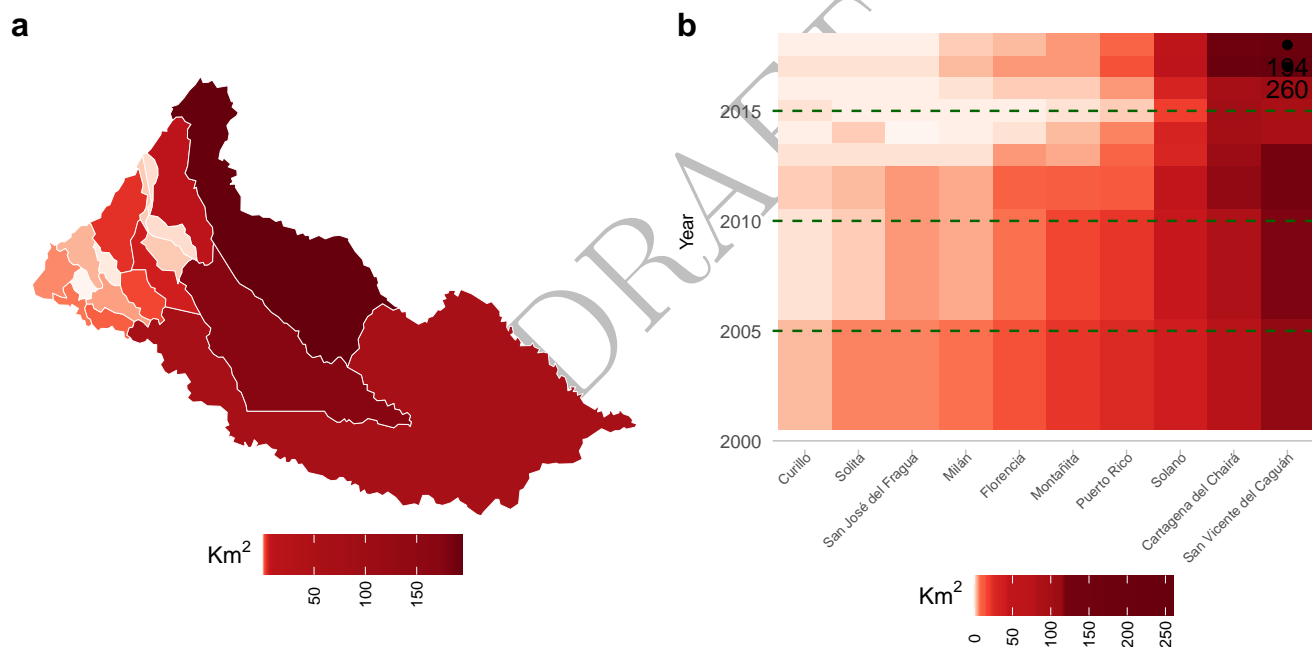 a
Km2
50
100
150
b
DRAFT
194
260
Year
2015
2010
2005
2000
Curillo
Solita
San José del Fragua
Milán
Florencia
Montañita
Puerto Rico
Solano
Cartagena del Chairá
San Vicente del Caguán
Km2
0
50
100
150
200
250